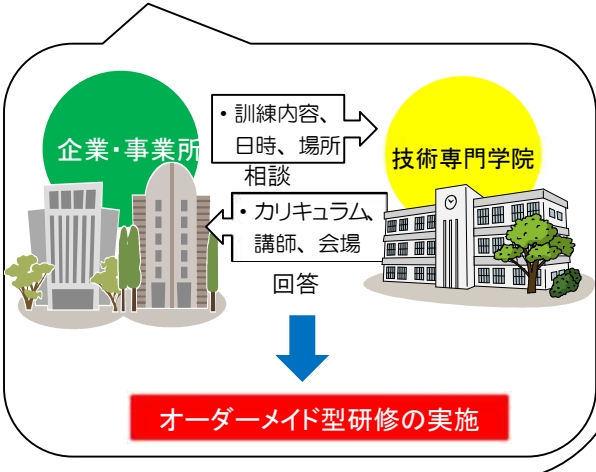 企業・事業所
・訓練内容、
日時、場所
相談
技術専門学院
・カリキュラム、
講師、会場
回答
オーダーメイド型研修の実施